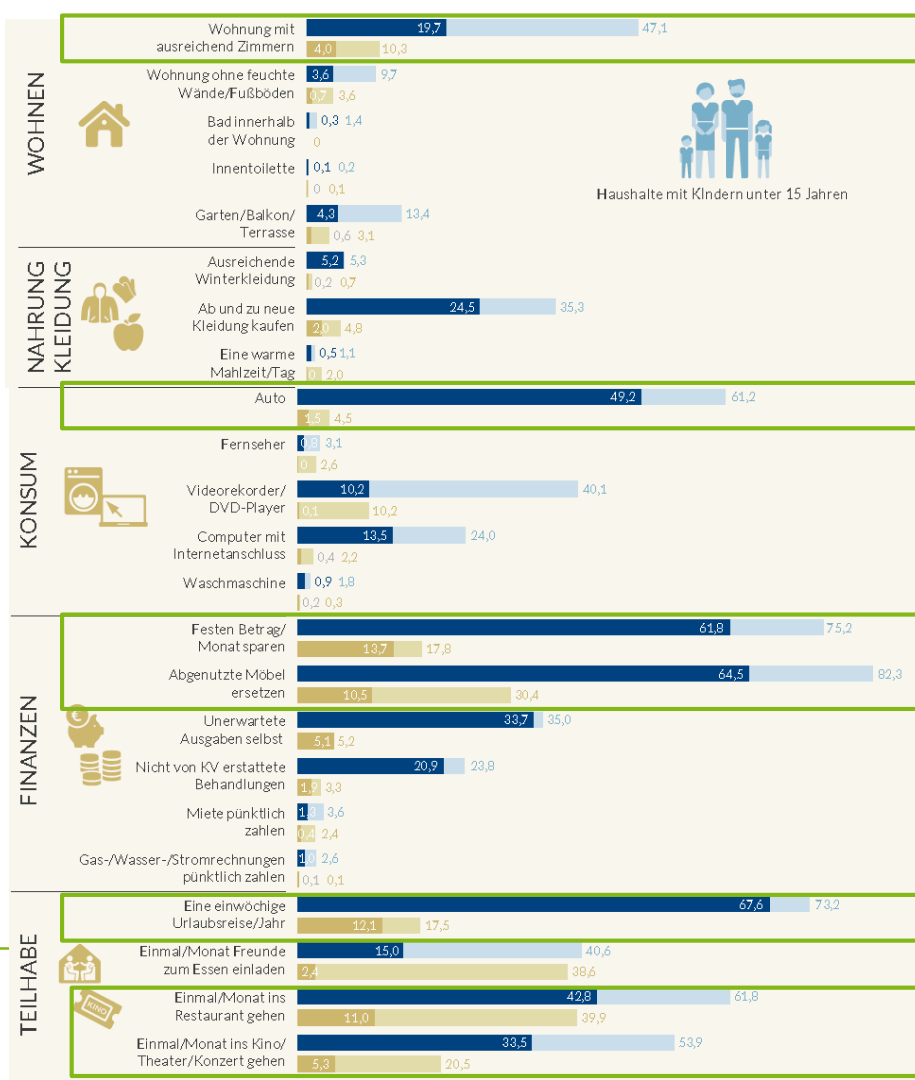 WOHNEN
Wohnung mit 19,7 47,1
ausreichend Zimmern 4,0 10,3
Wohnung ohne feuchte 3,6 9,7
Wände/Fußböden 0,7 3,6
Bad innerhalb 0,3 1,4
der Wohnung 0
Innentoilette 0,1 0,2
0 0,1
Garten/Balkon/ 4,3 13,4
Terrasse 0,6 3,1
Haushalte mit KIndern unter 15 Jahren
NAHRUNG
KLEIDUNG
Ausreichende 5,2 5,3
Winterkleidung 0,2 0,7
Ab und zu neue 24,5 35,3
Kleidung kaufen 2,0 4,8
Eine warme 0,5 1,1
Mahlzeit/Tag 0 2,0
KONSUM
Auto 49,2 61,2
1,5 4,5
Fernseher 0,8 3,1
0 2,6
Videorekorder/ 10,2 40,1
DVD-Player 0,1 10,2
Computer mit 13,5 24,0
Internetanschluss 0,4 2,2
Waschmaschine 0,9 1,8
0,2 0,3
FINANZEN
Festen Betrag/ 61,8 75,2
Monat sparen 13,7 17,8
Abgenutzte Möbel 64,5 82,3
ersetzen 10,5 30,4
Unerwartete 33,7 35,0
Ausgaben selbst 5,1 5,2
Nicht von KV erstattete 20,9 23,8
Behandlungen 1,9 3,3
Miete pünktlich 1,3 3,6
zahlen 0,4 2,4
Gas-/Wasser-/Stromrechnungen 1,0 2,6
pünktlich zahlen 0,1 0,1
TEILHABE
Eine einwöchige 67,6 73,2
Urlaubsreise/Jahr 12,1 17,5
Einmal/Monat Freunde 15,0 40,6
zum Essen einladen 2,4 38,6
KINO
Einmal/Monat ins 42,8 61,8
Restaurant gehen 11,0 39,9
Einmal/Monat ins Kino/ 33,5 53,9
Theater/Konzert gehen 5,3 20,5